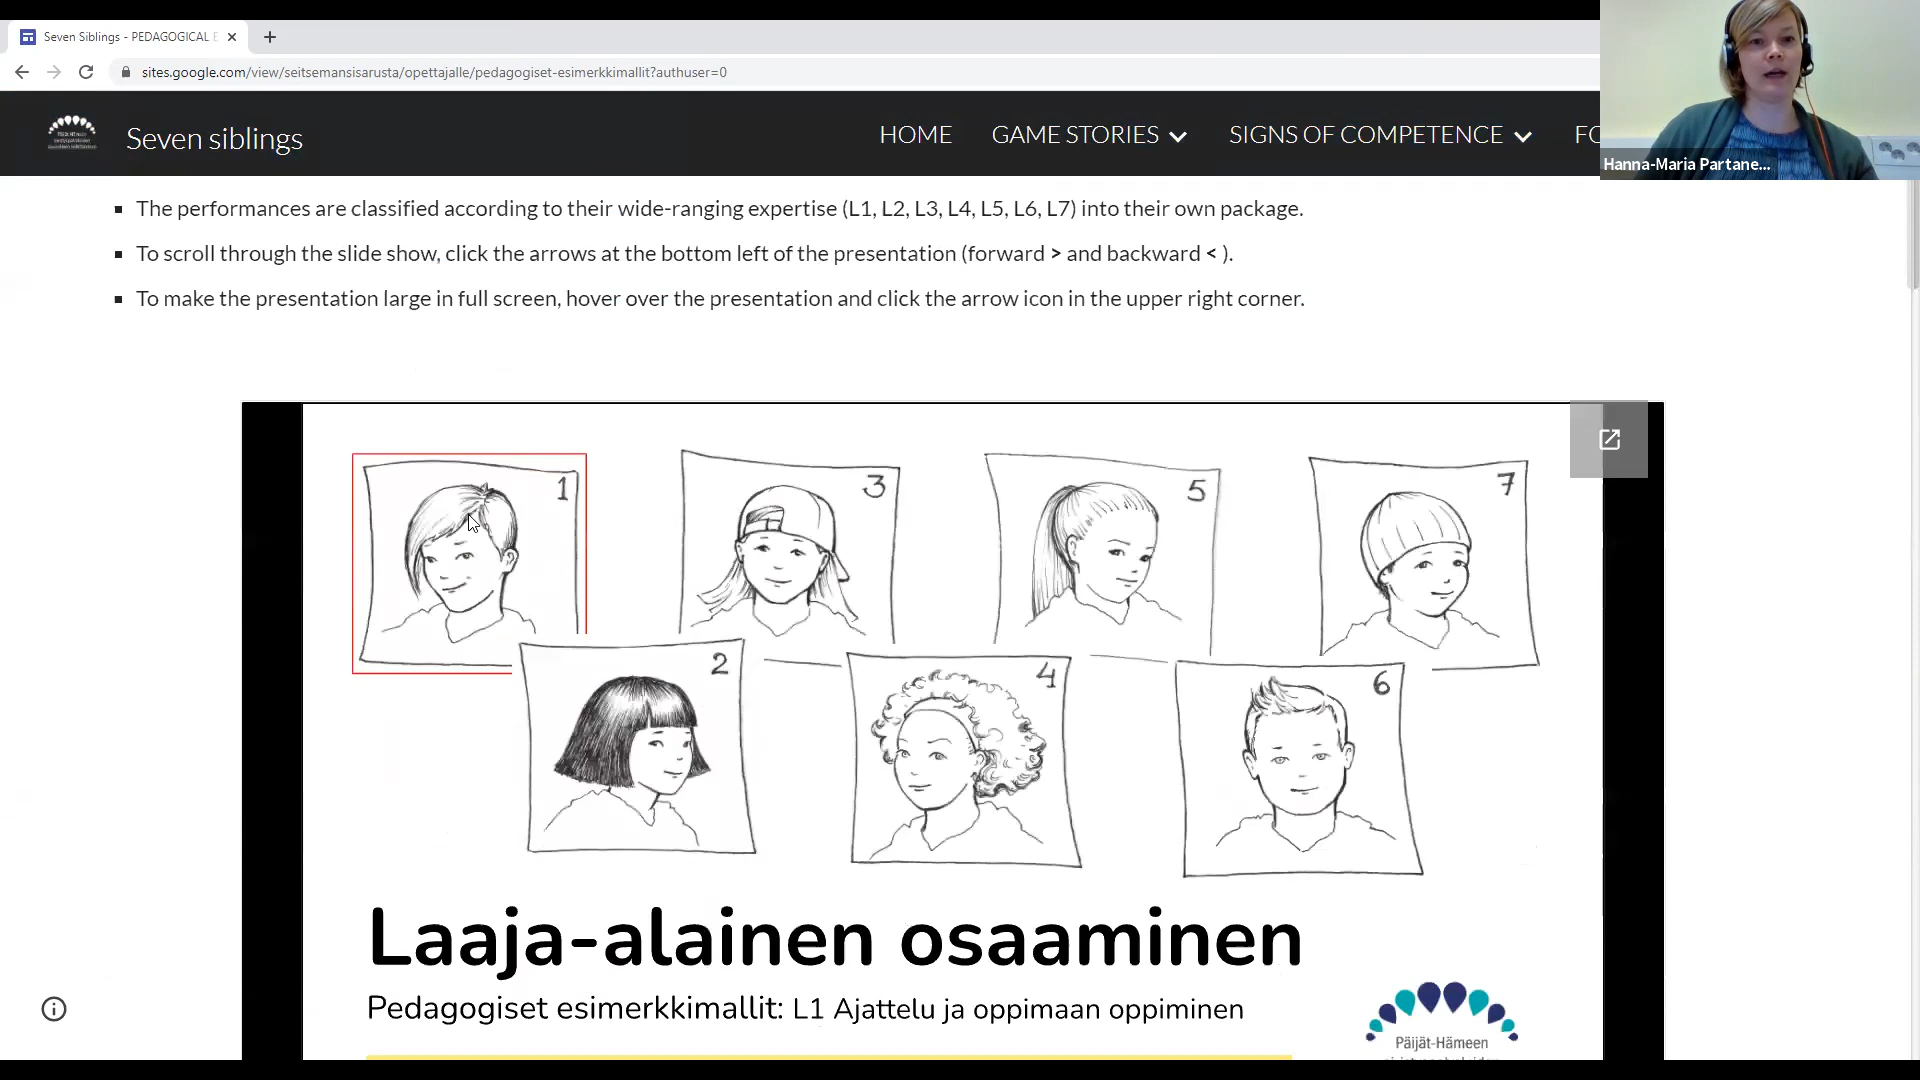 Seven Siblings - PEDAGOGICAL E
sites.google.com/view/seitsemansisarusta/opettajalle/pedagogiset-esimerkkimallit?authuser=0
Seven siblings
HOME
GAME STORIES
SIGNS OF COMPETENCE
FO
Hanna-Maria Partane...
The performances are classified according to their wide-ranging expertise (L1, L2, L3, L4, L5, L6, L7) into their own package.
To scroll through the slide show, click the arrows at the bottom left of the presentation (forward > and backward < ).
To make the presentation large in full screen, hover over the presentation and click the arrow icon in the upper right corner.
1
3
5
7
2
4
6
Laaja-alainen osaaminen
Pedagogiset esimerkkimallit: L1 Ajattelu ja oppimaan oppiminen
Päijät-Hämeen